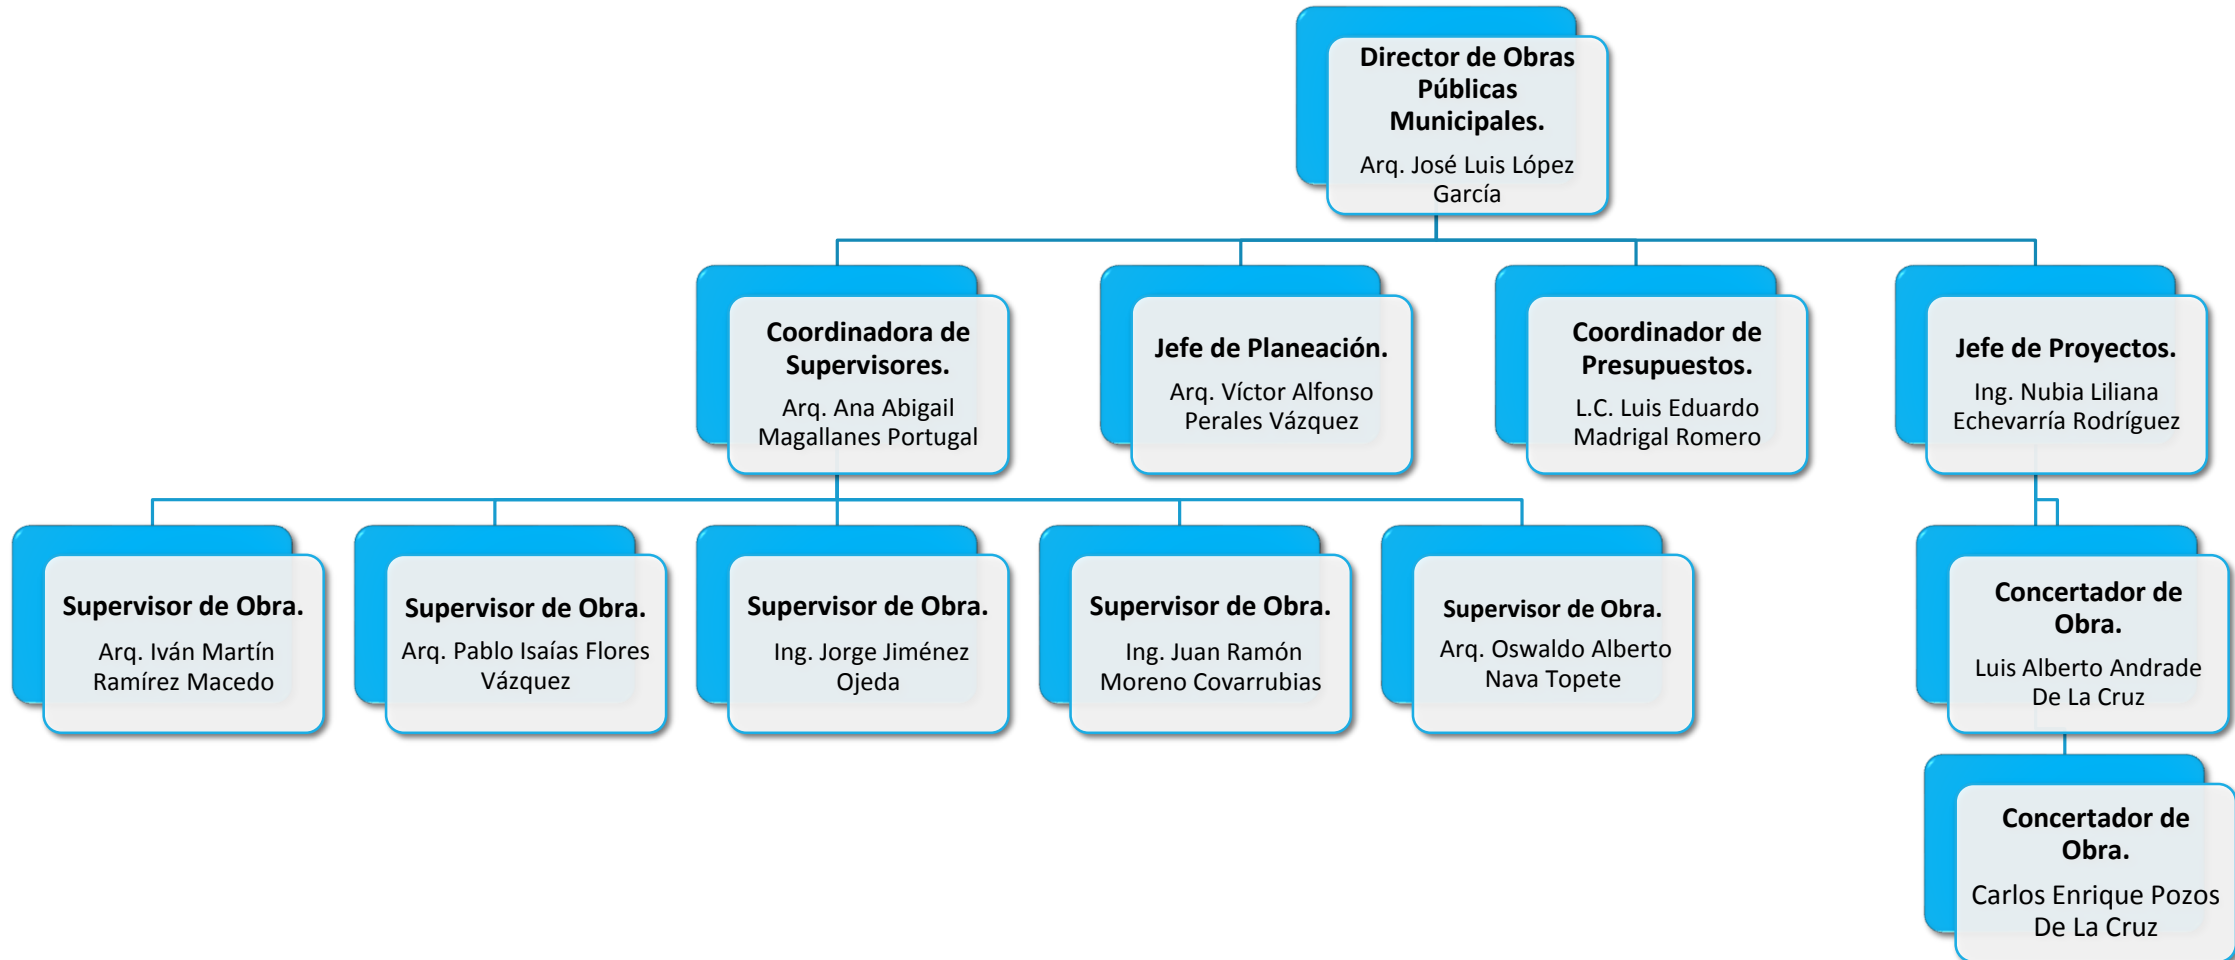 Director de Obras
Públicas
Municipales.
Arq. José Luis López
García
Coordinadora de
Supervisores.
Arq. Ana Abigail
Magallanes Portugal
Jefe de Planeación.
Arq. Víctor Alfonso
Perales Vázquez
Coordinador de
Presupuestos.
L.C. Luis Eduardo
Madrigal Romero
Jefe de Proyectos.
Ing. Nubia Liliana
Echevarría Rodríguez
Supervisor de Obra.
Arq. Iván Martín
Ramírez Macedo
Supervisor de Obra.
Arq. Pablo Isaías Flores
Vázquez
Supervisor de Obra.
Ing. Jorge Jiménez
Ojeda
Supervisor de Obra.
Ing. Juan Ramón
Moreno Covarrubias
Supervisor de Obra.
Arq. Oswaldo Alberto
Nava Topete
Concertador de
Obra.
Luis Alberto Andrade
De La Cruz
Concertador de
Obra.
Carlos Enrique Pozos
De La Cruz